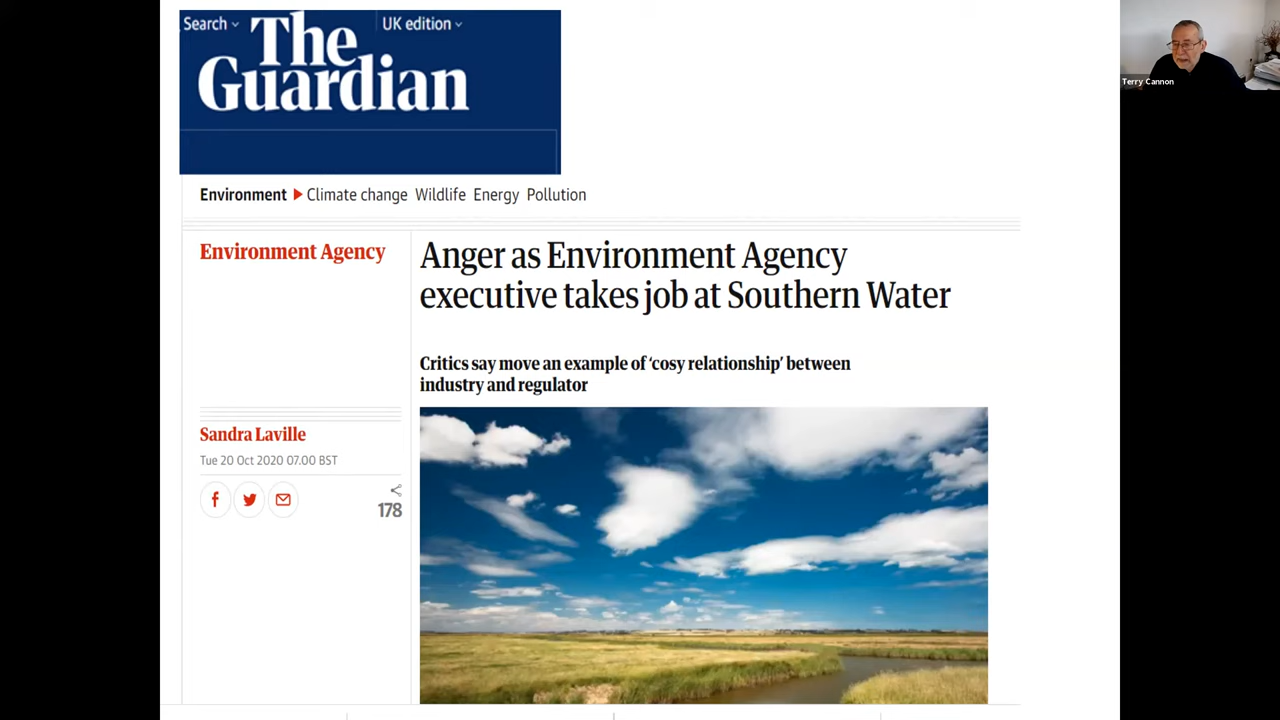 Search
UK edition
The
Guardian
Terry Cannon
Environment Climate change Wildlife Energy Pollution
Environment Agency
Anger as Environment Agency
executive takes job at Southern Water
Critics say move an example of ‘cosy relationship’ between
industry and regulator
Sandra Laville
Tue 20 Oct 2020 07.00 BST
178